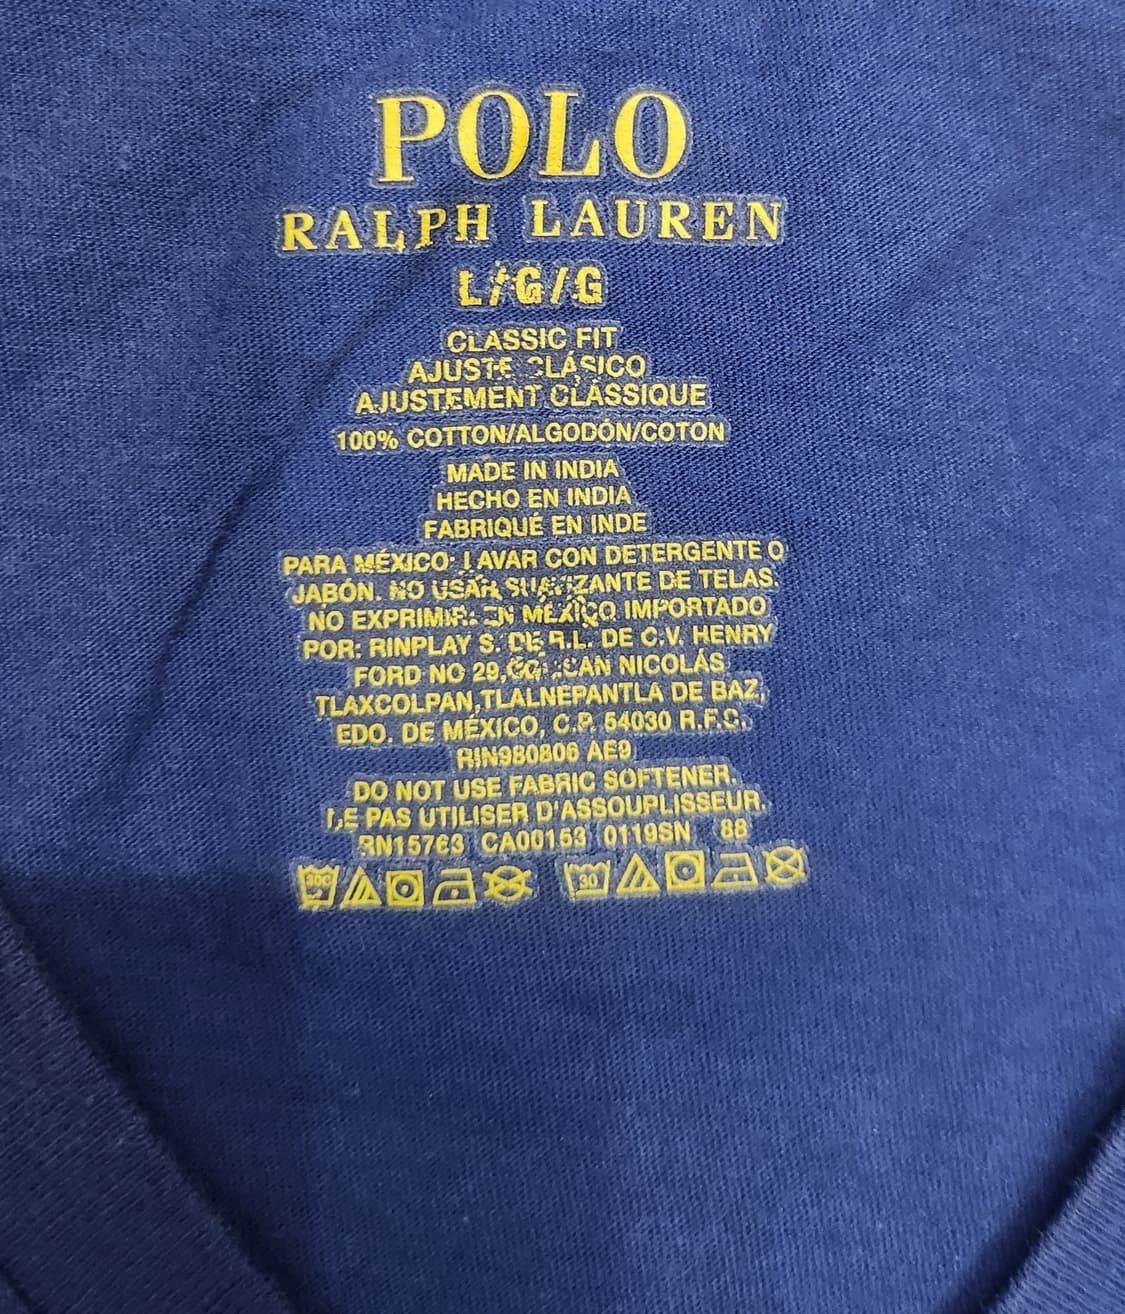 POLO
RALPH LAUREN
L/G/G
CLASSIC FIT
AJUSTE CLÁSICO
AJUSTEMENT CLASSIQUE
100% COTTON/ALGODÓN/COTON
MADE IN INDIA
HECHO EN INDIA
FABRIQUÉ EN INDE
PARA MÉXICO: LAVAR CON DETERGENTE O
JABÓN. NO USAR SUAVIZANTE DE TELAS.
NO EXPRIMIR. EN MÉXICO IMPORTADO
POR: RINPLAY S. DE R.L. DE C.V. HENRY
FORD NO 29, SAN NICOLÁS
TLAXCOLPAN,TLALNEPANTLA DE BAZ,
EDO. DE MÉXICO, C.P. 54030 R.F.C.
RIN980806 AE9
DO NOT USE FABRIC SOFTENER.
NE PAS UTILISER D'ASSOUPLISSEUR.
RN15763 CA00153 0119SN 88
30C 30